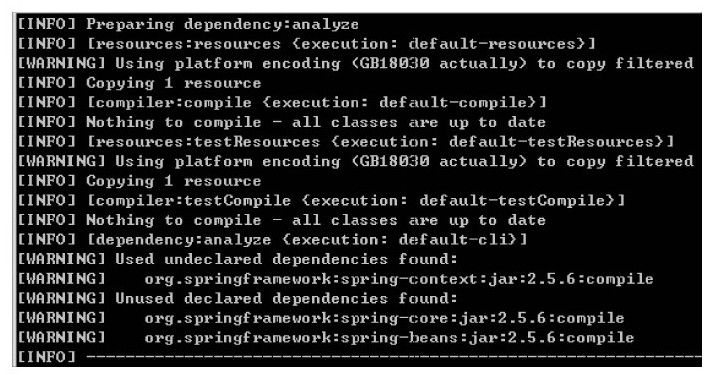 [INFO] Preparing dependency:analyze
[INFO] [resources:resources {execution: default-resources}]
[WARNING] Using platform encoding (GB18030 actually) to copy filtered
[INFO] Copying 1 resource
[INFO] [compiler:compile {execution: default-compile}]
[INFO] Nothing to compile - all classes are up to date
[INFO] [resources:testResources {execution: default-testResources}]
[WARNING] Using platform encoding (GB18030 actually) to copy filtered
[INFO] Copying 1 resource
[INFO] [compiler:testCompile {execution: default-testCompile}]
[INFO] Nothing to compile - all classes are up to date
[INFO] [dependency:analyze {execution: default-cli}]
[WARNING] Used undeclared dependencies found:
[WARNING]    org.springframework:spring-context:jar:2.5.6:compile
[WARNING] Unused declared dependencies found:
[WARNING]    org.springframework:spring-core:jar:2.5.6:compile
[WARNING]    org.springframework:spring-beans:jar:2.5.6:compile
[INFO] ------------------------------------------------